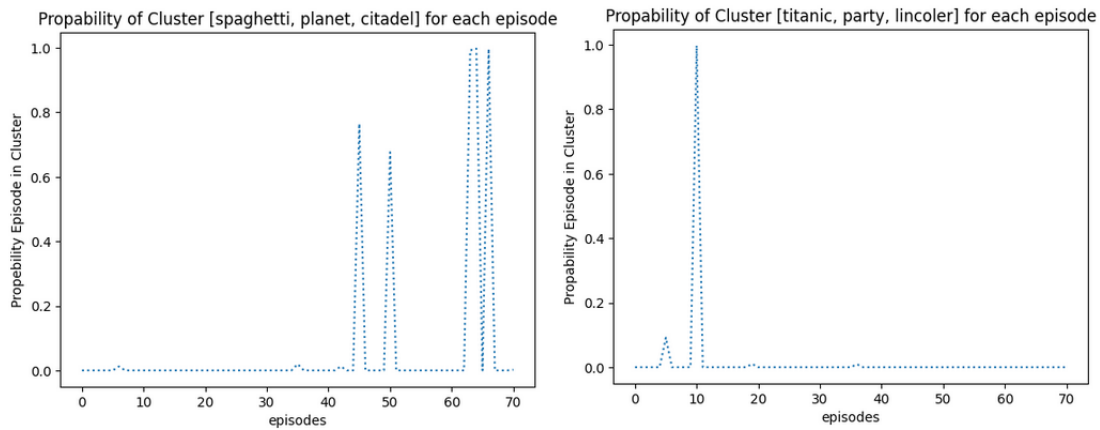 Propability of Cluster [spaghetti, planet, citadel] for each episode
Propebility Episode in Cluster
1.0
0.8
0.6
0.4
0.2
0.0
0 10 20 30 40 50 60 70
episodes
Propability of Cluster [titanic, party, lincoler] for each episode
Propability Episode in Cluster
1.0
0.8
0.6
0.4
0.2
0.0
0 10 20 30 40 50 60 70
episodes